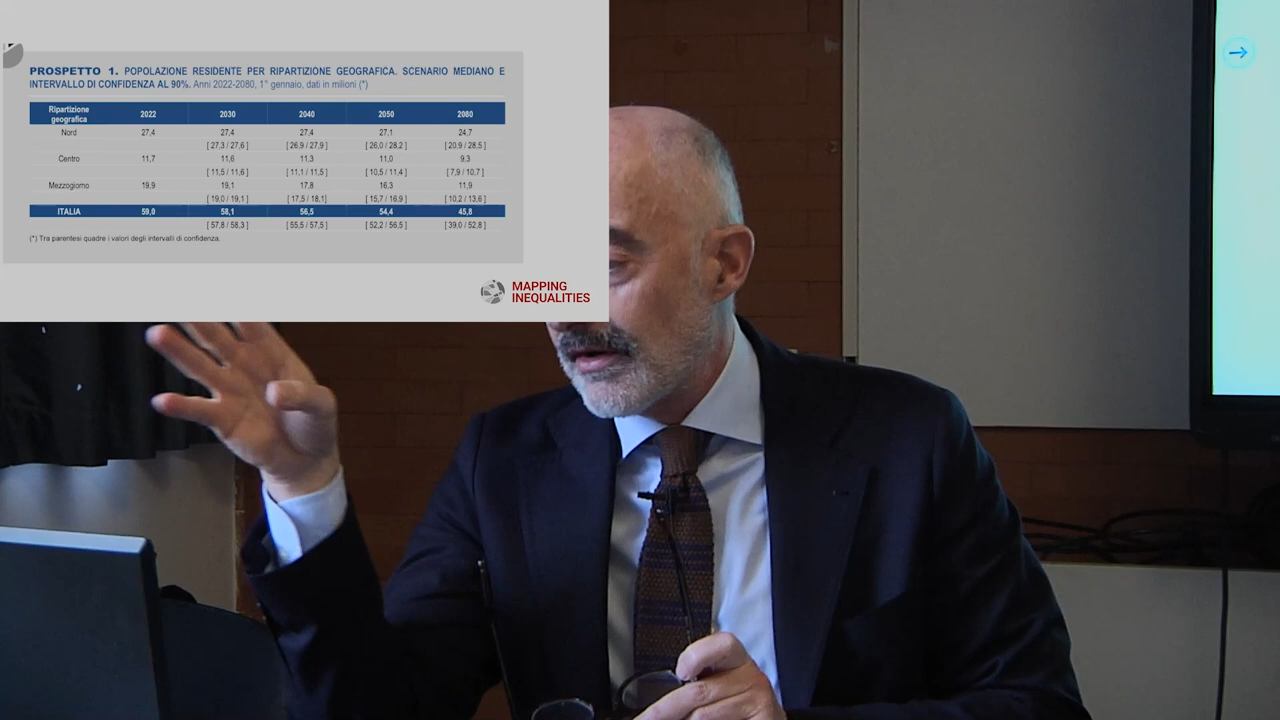 PROSPETTO 1. POPOLAZIONE RESIDENTE PER RIPARTIZIONE GEOGRAFICA. SCENARIO MEDIANO E
INTERVALLO DI CONFIDENZA AL 90%. Anni 2022-2080, 1° gennaio, dati in milioni (*)
Ripartizione geografica 2022 2030 2040 2050 2080
Nord 27,4 27,4 27,4 27,1 24,7
[ 27,3 / 27,6 ] [ 26,9 / 27,9 ] [ 26,0 / 28,2 ] [ 20,9 / 28,5 ]
Centro 11,7 11,6 11,3 11,0 9,3
[ 11,5 / 11,6 ] [ 11,1 / 11,5 ] [ 10,5 / 11,4 ] [ 7,9 / 10,7 ]
Mezzogiorno 19,9 19,1 17,8 16,3 11,9
[ 19,0 / 19,1 ] [ 17,5 / 18,1 ] [ 15,7 / 16,9 ] [ 10,2 / 13,6 ]
ITALIA 59,0 58,1 56,5 54,4 45,8
[ 57,8 / 58,3 ] [ 55,5 / 57,5 ] [ 52,2 / 56,5 ] [ 39,0 / 52,8 ]
(*) Tra parentesi quadre i valori degli intervalli di confidenza.
MAPPING
INEQUALITIES